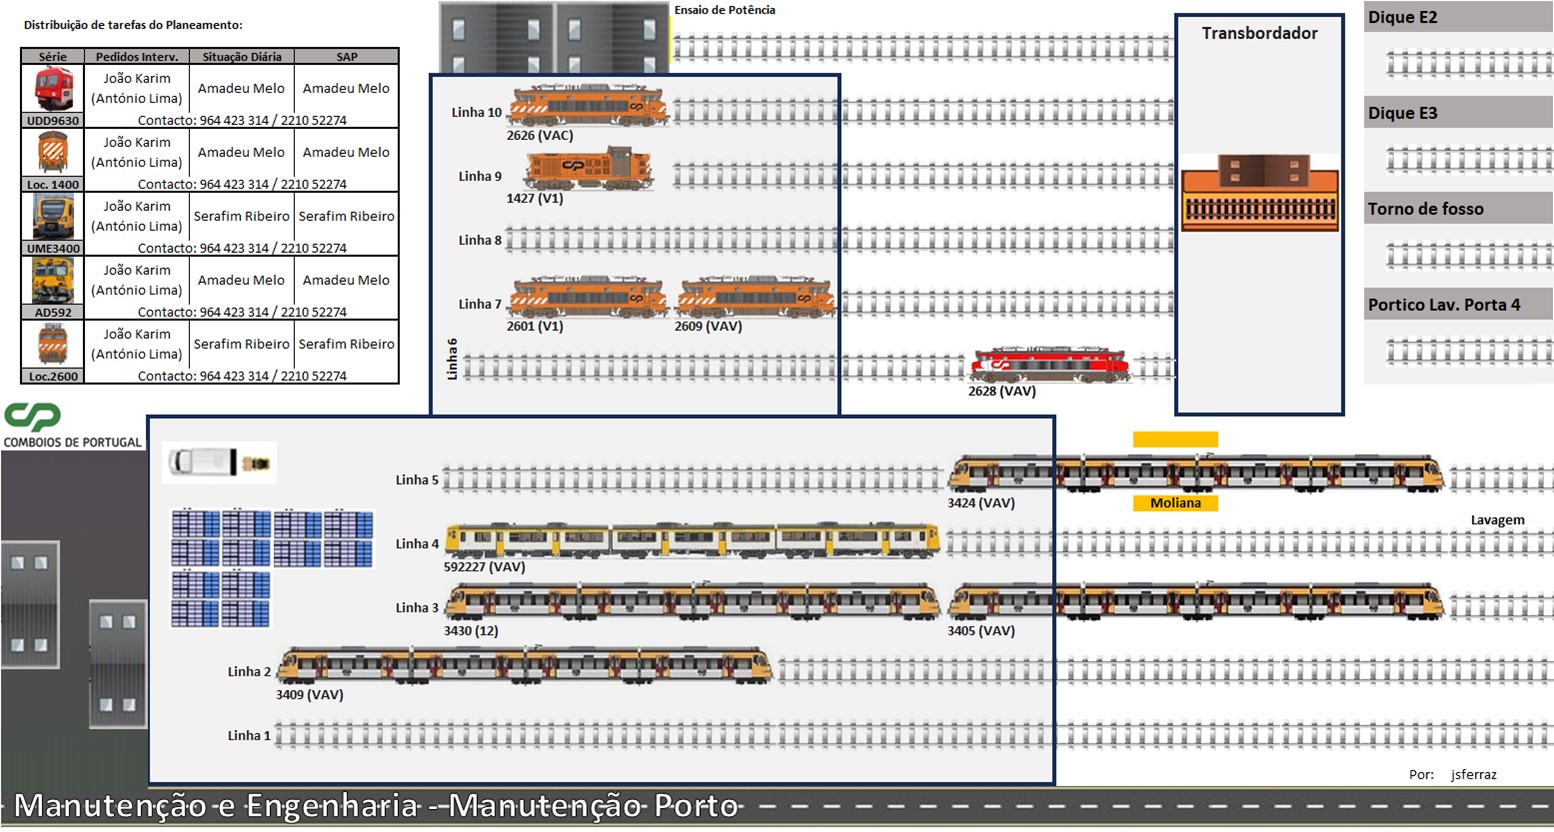 Distribuição de tarefas do Planeamento:
Série Pedidos Interv. Situação Diária SAP
João Karim
(António Lima)
Amadeu Melo Amadeu Melo
UDD9630 Contacto: 964 423 314 / 2210 52274
João Karim
(António Lima)
Amadeu Melo Amadeu Melo
Loc. 1400 Contacto: 964 423 314 / 2210 52274
João Karim
(António Lima)
Serafim Ribeiro Serafim Ribeiro
UME3400 Contacto: 964 423 314 / 2210 52274
João Karim
(António Lima)
Amadeu Melo Amadeu Melo
AD592 Contacto: 964 423 314 / 2210 52274
João Karim
(António Lima)
Serafim Ribeiro Serafim Ribeiro
Loc.2600 Contacto: 964 423 314 / 2210 52274
CP
COMBOIOS DE PORTUGAL
Ensaio de Potência
Linha 10
2626 (VAC)
Linha 9
1427 (V1)
Linha 8
Linha 7
2601 (V1) 2609 (VAV)
Linha 6
2628 (VAV)
Transbordador
Dique E2
Dique E3
Torno de fosso
Portico Lav. Porta 4
Linha 5
3424 (VAV)
Moliana
Lavagem
Linha 4
592227 (VAV)
Linha 3
3430 (12) 3405 (VAV)
Linha 2
3409 (VAV)
Linha 1
Por: jsferraz
Manutenção e Engenharia - Manutenção Porto